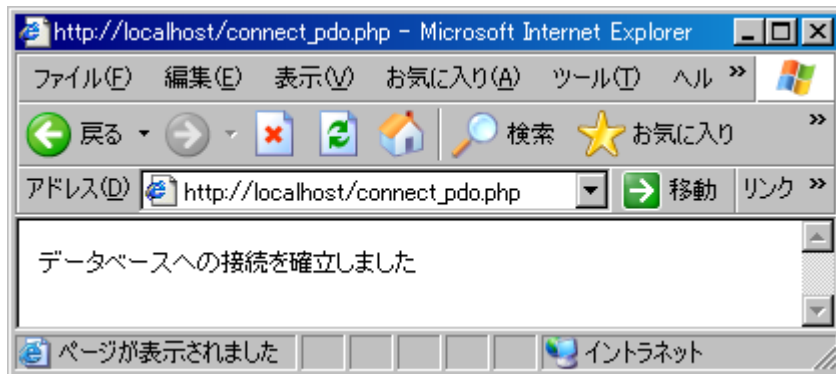 http://localhost/connect_pdo.php - Microsoft Internet Explorer
ファイル(F) 編集(E) 表示(V) お気に入り(A) ツール(T) ヘル »
戻る 検索 お気に入り »
アドレス(D) http://localhost/connect_pdo.php 移動 リンク »
データベースへの接続を確立しました
ページが表示されました イントラネット